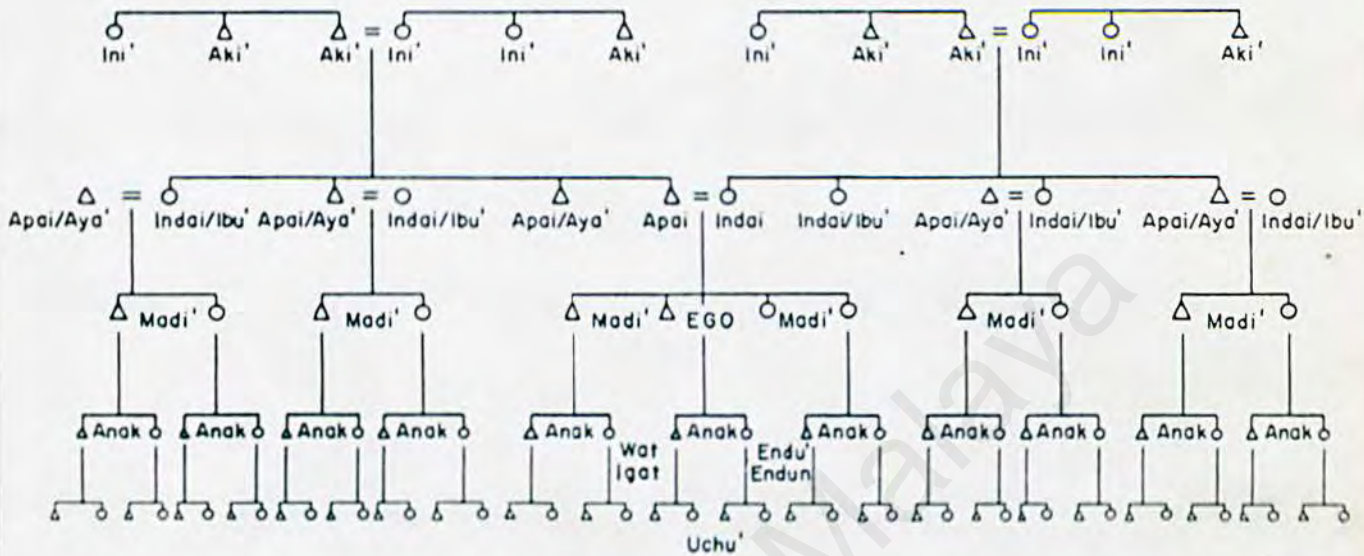 Ini' Aki' Aki' = Ini' Ini' Aki' Ini' Aki' Aki' = Ini' Ini' Aki'
= = = = =
Apai/Aya' Indai/Ibu' Apai/Aya' Indai/Ibu' Apai/Aya' Apai Indai Indai/Ibu' Apai/Aya' Indai/Ibu' Apai/Aya' Indai/Ibu'
Madi' Madi' Madi' EGO Madi' Madi' Madi'
Anak Anak Anak Anak Anak Anak Anak Anak Anak Anak Anak
Wat Endu'
Igat Endun
Uchu'
Malaya